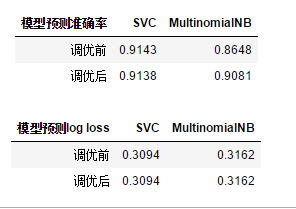 模型预测准确率 SVC MultinomialNB
调优前 0.9143 0.8648
调优后 0.9138 0.9081
模型预测log loss SVC MultinomialNB
调优前 0.3094 0.3162
调优后 0.3094 0.3162